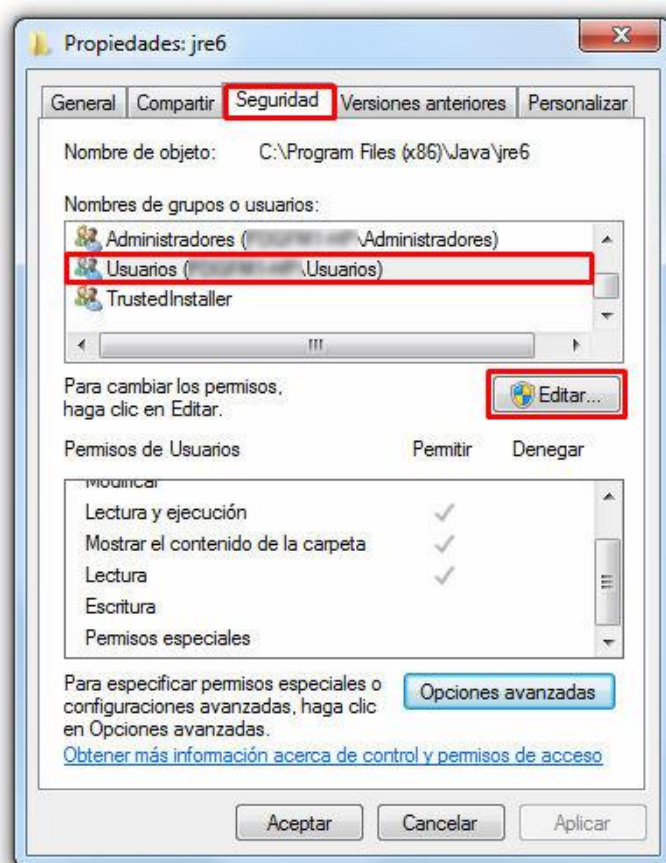 Propiedades: jre6
General Compartir Seguridad Versiones anteriores Personalizar
Nombre de objeto: C:\Program Files (x86)\Java\jre6
Nombres de grupos o usuarios:
Administradores ( \Administradores)
Usuarios ( \Usuarios)
TrustedInstaller
Para cambiar los permisos,
haga clic en Editar.
Editar...
Permisos de Usuarios Permitir Denegar
Modificar
Lectura y ejecución
Mostrar el contenido de la carpeta
Lectura
Escritura
Permisos especiales
Para especificar permisos especiales o
configuraciones avanzadas, haga clic
en Opciones avanzadas.
Opciones avanzadas
Obtener más información acerca de control y permisos de acceso
Aceptar Cancelar Aplicar